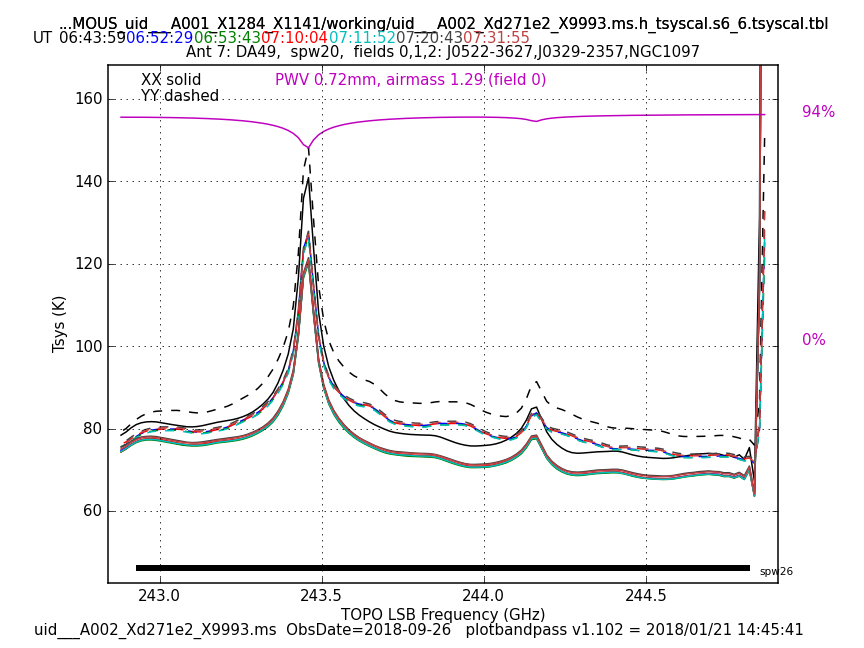 ...MOUS_uid___A001_X1284_X1141/working/uid___A002_Xd271e2_X9993.ms.h_tsyscal.s6_6.tsyscal.tbl
UT 06:43:59 06:52:29 06:53:43 07:10:04 07:11:52 07:20:43 07:31:55
Ant 7: DA49, spw20, fields 0,1,2: J0522-3627,J0329-2357,NGC1097
XX solid
PWV 0.72mm, airmass 1.29 (field 0)
YY dashed
160
94%
140
120
Tsys (K)
100
0%
80
60
spw26
243.0 243.5 244.0 244.5
TOPO LSB Frequency (GHz)
uid___A002_Xd271e2_X9993.ms ObsDate=2018-09-26 plotbandpass v1.102 = 2018/01/21 14:45:41